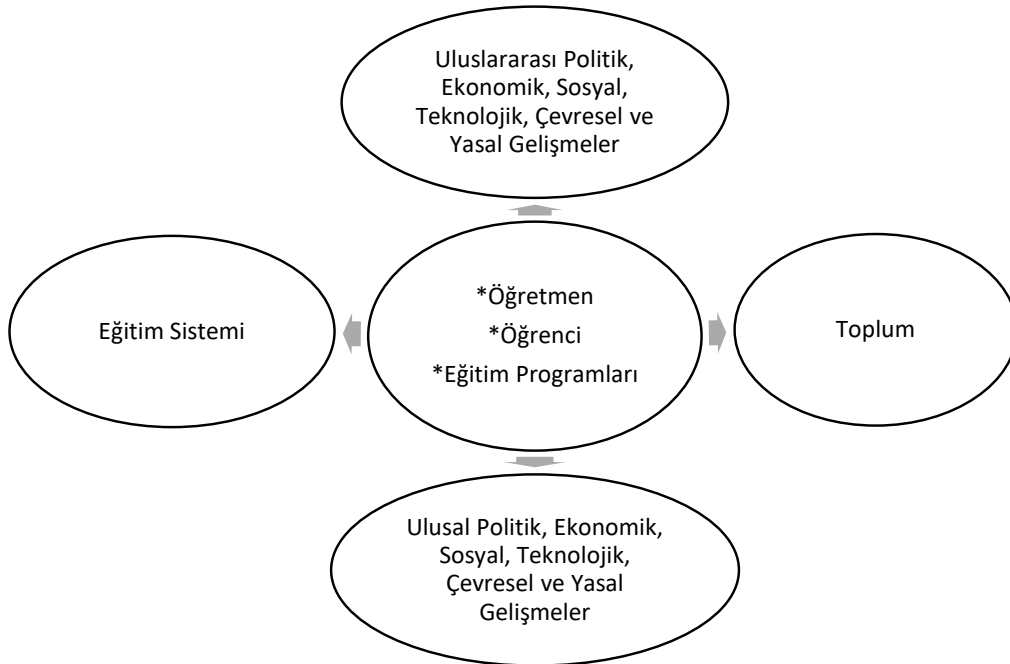 Uluslararası Politik,
Ekonomik, Sosyal,
Teknolojik, Çevresel ve
Yasal Gelişmeler
Eğitim Sistemi
*Öğretmen
*Öğrenci
*Eğitim Programları
Toplum
Ulusal Politik, Ekonomik,
Sosyal, Teknolojik,
Çevresel ve Yasal
Gelişmeler